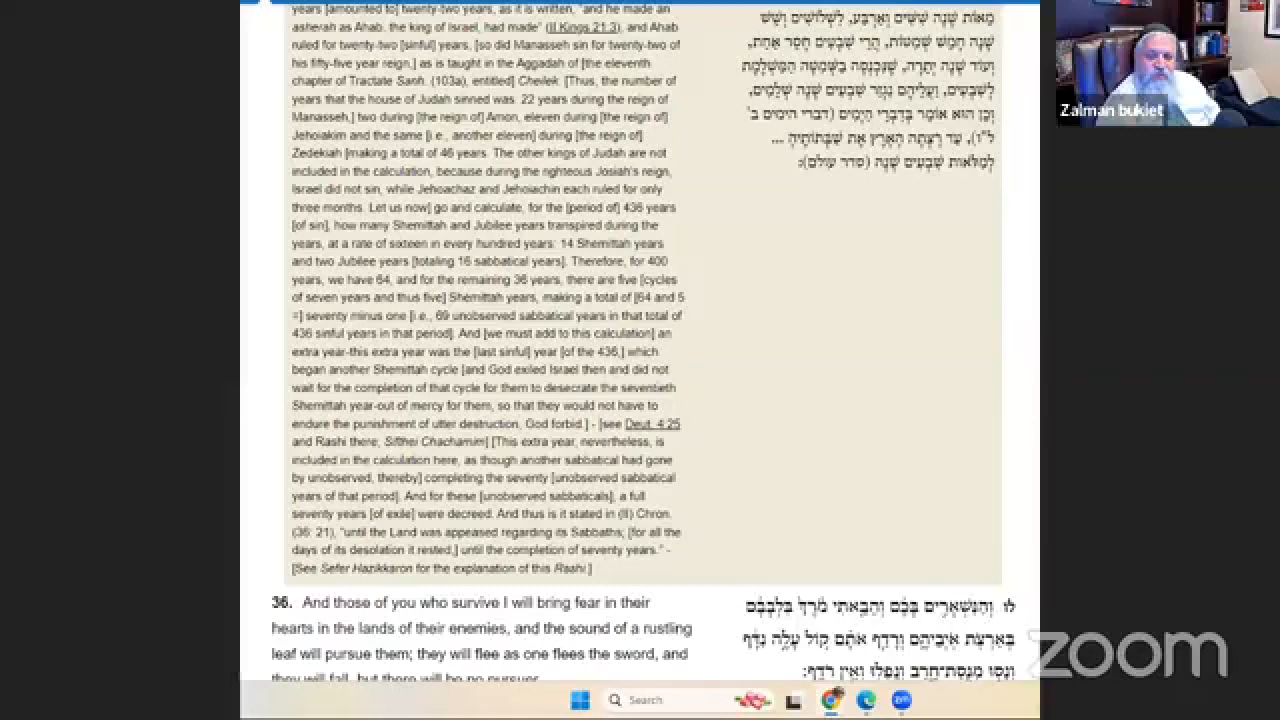 years [amounted to] twenty-two years, as it is written, "and he made an
asherah as Ahab, the king of Israel, had made" (II Kings 21:3), and Ahab
ruled for twenty-two [sinful] years, [so did Manasseh sin for twenty-two of
his fifty-five year reign,] as is taught in the Aggadah of [the eleventh
chapter of Tractate Sanh. (103a), entitled] Cheilek. [Thus, the number of
years that the house of Judah sinned was: 22 years during the reign of
Manasseh,] two during [the reign of] Amon, eleven during [the reign of]
Jehoiakim and the same [i.e., another eleven] during [the reign of]
Zedekiah [making a total of 46 years. The other kings of Judah are not
included in the calculation, because during the righteous Josiah's reign,
Israel did not sin, while Jehoachaz and Jehoiachin each ruled for only
three months. Let us now] go and calculate, for the [period of] 436 years
[of sin], how many Shemittah and Jubilee years transpired during the
years, at a rate of sixteen in every hundred years: 14 Shemittah years
and two Jubilee years [totaling 16 sabbatical years]. Therefore, for 400
years, we have 64, and for the remaining 36 years, there are five [cycles
of seven years and thus five] Shemittah years, making a total of [64 and 5
=] seventy minus one [i.e., 69 unobserved sabbatical years in that total of
436 sinful years in that period]. And [we must add to this calculation] an
extra year-this extra year was the [last sinful] year [of the 436,] which
began another Shemittah cycle [and God exiled Israel then and did not
wait for the completion of that cycle for them to desecrate the seventieth
Shemittah year-out of mercy for them, so that they would not have to
endure the punishment of utter destruction, God forbid.] - [see Deut. 4:25
and Rashi there; Sifthei Chachamim] [This extra year, nevertheless, is
included in the calculation here, as though another sabbatical had gone
by unobserved, thereby] completing the seventy [unobserved sabbatical
years of that period]. And for these [unobserved sabbaticals], a full
seventy years [of exile] were decreed. And thus is it stated in (II) Chron.
(36: 21), "until the Land was appeased regarding its Sabbaths; [for all the
days of its desolation it rested,] until the completion of seventy years." -
[See Sefer Hazikkaron for the explanation of this Rashi.]
מֵאוֹת שָׁנָה שִׁשִּׁים וְאַרְבַּע, לִשְׁלוֹשִׁים וְשֵׁשׁ
שָׁנָה חָמֵשׁ שְׁמִטּוֹת, הֲרֵי שִׁבְעִים חָסֵר אַחַת,
וְעוֹד שָׁנָה יְתֵרָה, שֶׁנִּכְנְסָה בַשְּׁמִטָּה הַמַּשְׁלֶמֶת
לְשִׁבְעִים, וַעֲלֵיהֶם נִגְזַר שִׁבְעִים שָׁנָה שְׁלֵמִים,
וְכֵן הוּא אוֹמֵר בְּדִבְרֵי הַיָּמִים (דברי הימים ב'
ל"ו), עַד רָצְתָה הָאָרֶץ אֶת שַׁבְּתוֹתֶיהָ ...
לְמַלֹּאות שִׁבְעִים שָׁנָה (סדר עולם):
36. And those of you who survive I will bring fear in their
hearts in the lands of their enemies, and the sound of a rustling
leaf will pursue them; they will flee as one flees the sword, and
they will fall, but there will be no pursuer.
לו וְהַנִּשְׁאָרִים בָּכֶם וְהֵבֵאתִי מֹרֶךְ בִּלְבָבָם
בְּאַרְצֹת אֹיְבֵיהֶם וְרָדַף אֹתָם קוֹל עָלֶה נִדָּף
וְנָסוּ מְנֻסַת־חֶרֶב וְנָפְלוּ וְאֵין רֹדֵף:
Zalman bukiet
zoom
Search
zm